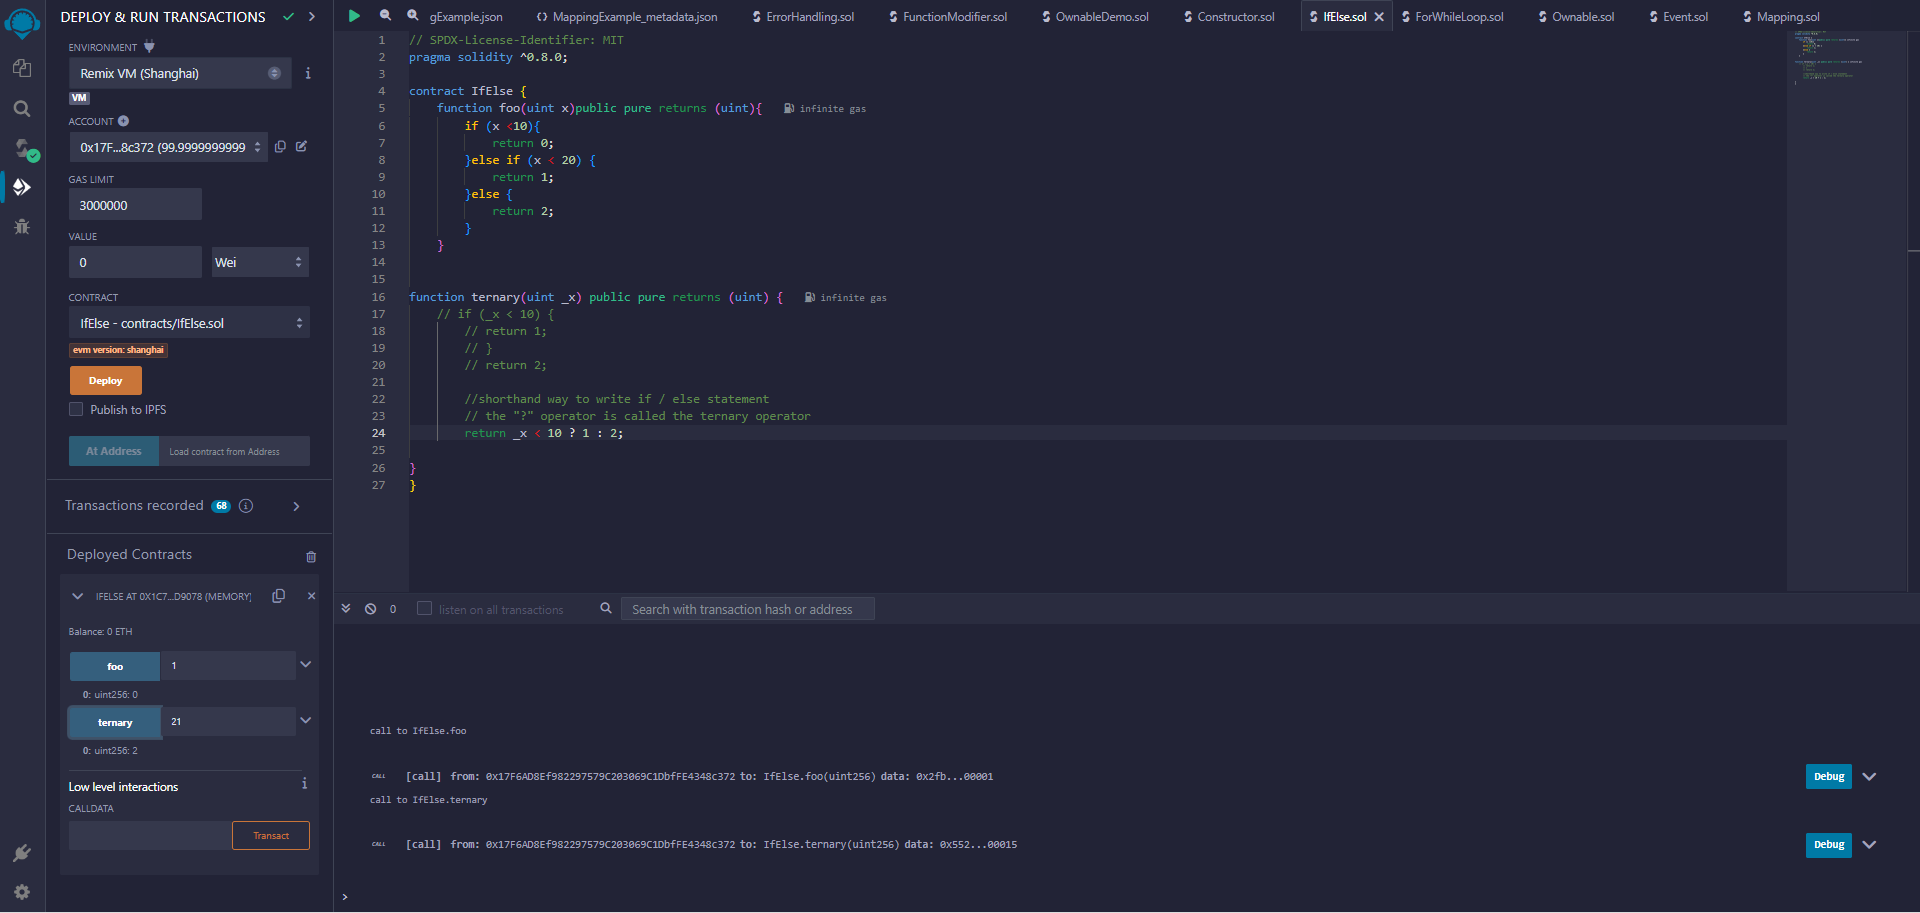 DEPLOY & RUN TRANSACTIONS
ENVIRONMENT
Remix VM (Shanghai)
VM
ACCOUNT
0x17F...8c372 (99.9999999999
GAS LIMIT
3000000
VALUE
0
Wei
CONTRACT
IfElse - contracts/IfElse.sol
evm version: shanghai
Deploy
Publish to IPFS
At Address
Load contract from Address
Transactions recorded 68
Deployed Contracts
IFELSE AT 0X1C7...D9078 (MEMORY)
Balance: 0 ETH
foo 1
0: uint256: 0
ternary 21
0: uint256: 2
Low level interactions
CALLDATA
Transact
gExample.json
MappingExample_metadata.json
ErrorHandling.sol
FunctionModifier.sol
OwnableDemo.sol
Constructor.sol
IfElse.sol
ForWhileLoop.sol
Ownable.sol
Event.sol
Mapping.sol
1 // SPDX-License-Identifier: MIT
2 pragma solidity ^0.8.0;
3
4 contract IfElse {
5 function foo(uint x)public pure returns (uint){ infinite gas
6 if (x <10){
7 return 0;
8 }else if (x < 20) {
9 return 1;
10 }else {
11 return 2;
12 }
13 }
14
15
16 function ternary(uint _x) public pure returns (uint) { infinite gas
17 // if (_x < 10) {
18 // return 1;
19 // }
20 // return 2;
21
22 //shorthand way to write if / else statement
23 // the "?" operator is called the ternary operator
24 return _x < 10 ? 1 : 2;
25
26 }
27 }
0
listen on all transactions
Search with transaction hash or address
call to IfElse.foo
CALL [call] from: 0x17F6AD8Ef982297579C203069C1DbfFE4348c372 to: IfElse.foo(uint256) data: 0x2fb...00001
Debug
call to IfElse.ternary
CALL [call] from: 0x17F6AD8Ef982297579C203069C1DbfFE4348c372 to: IfElse.ternary(uint256) data: 0x552...00015
Debug
>